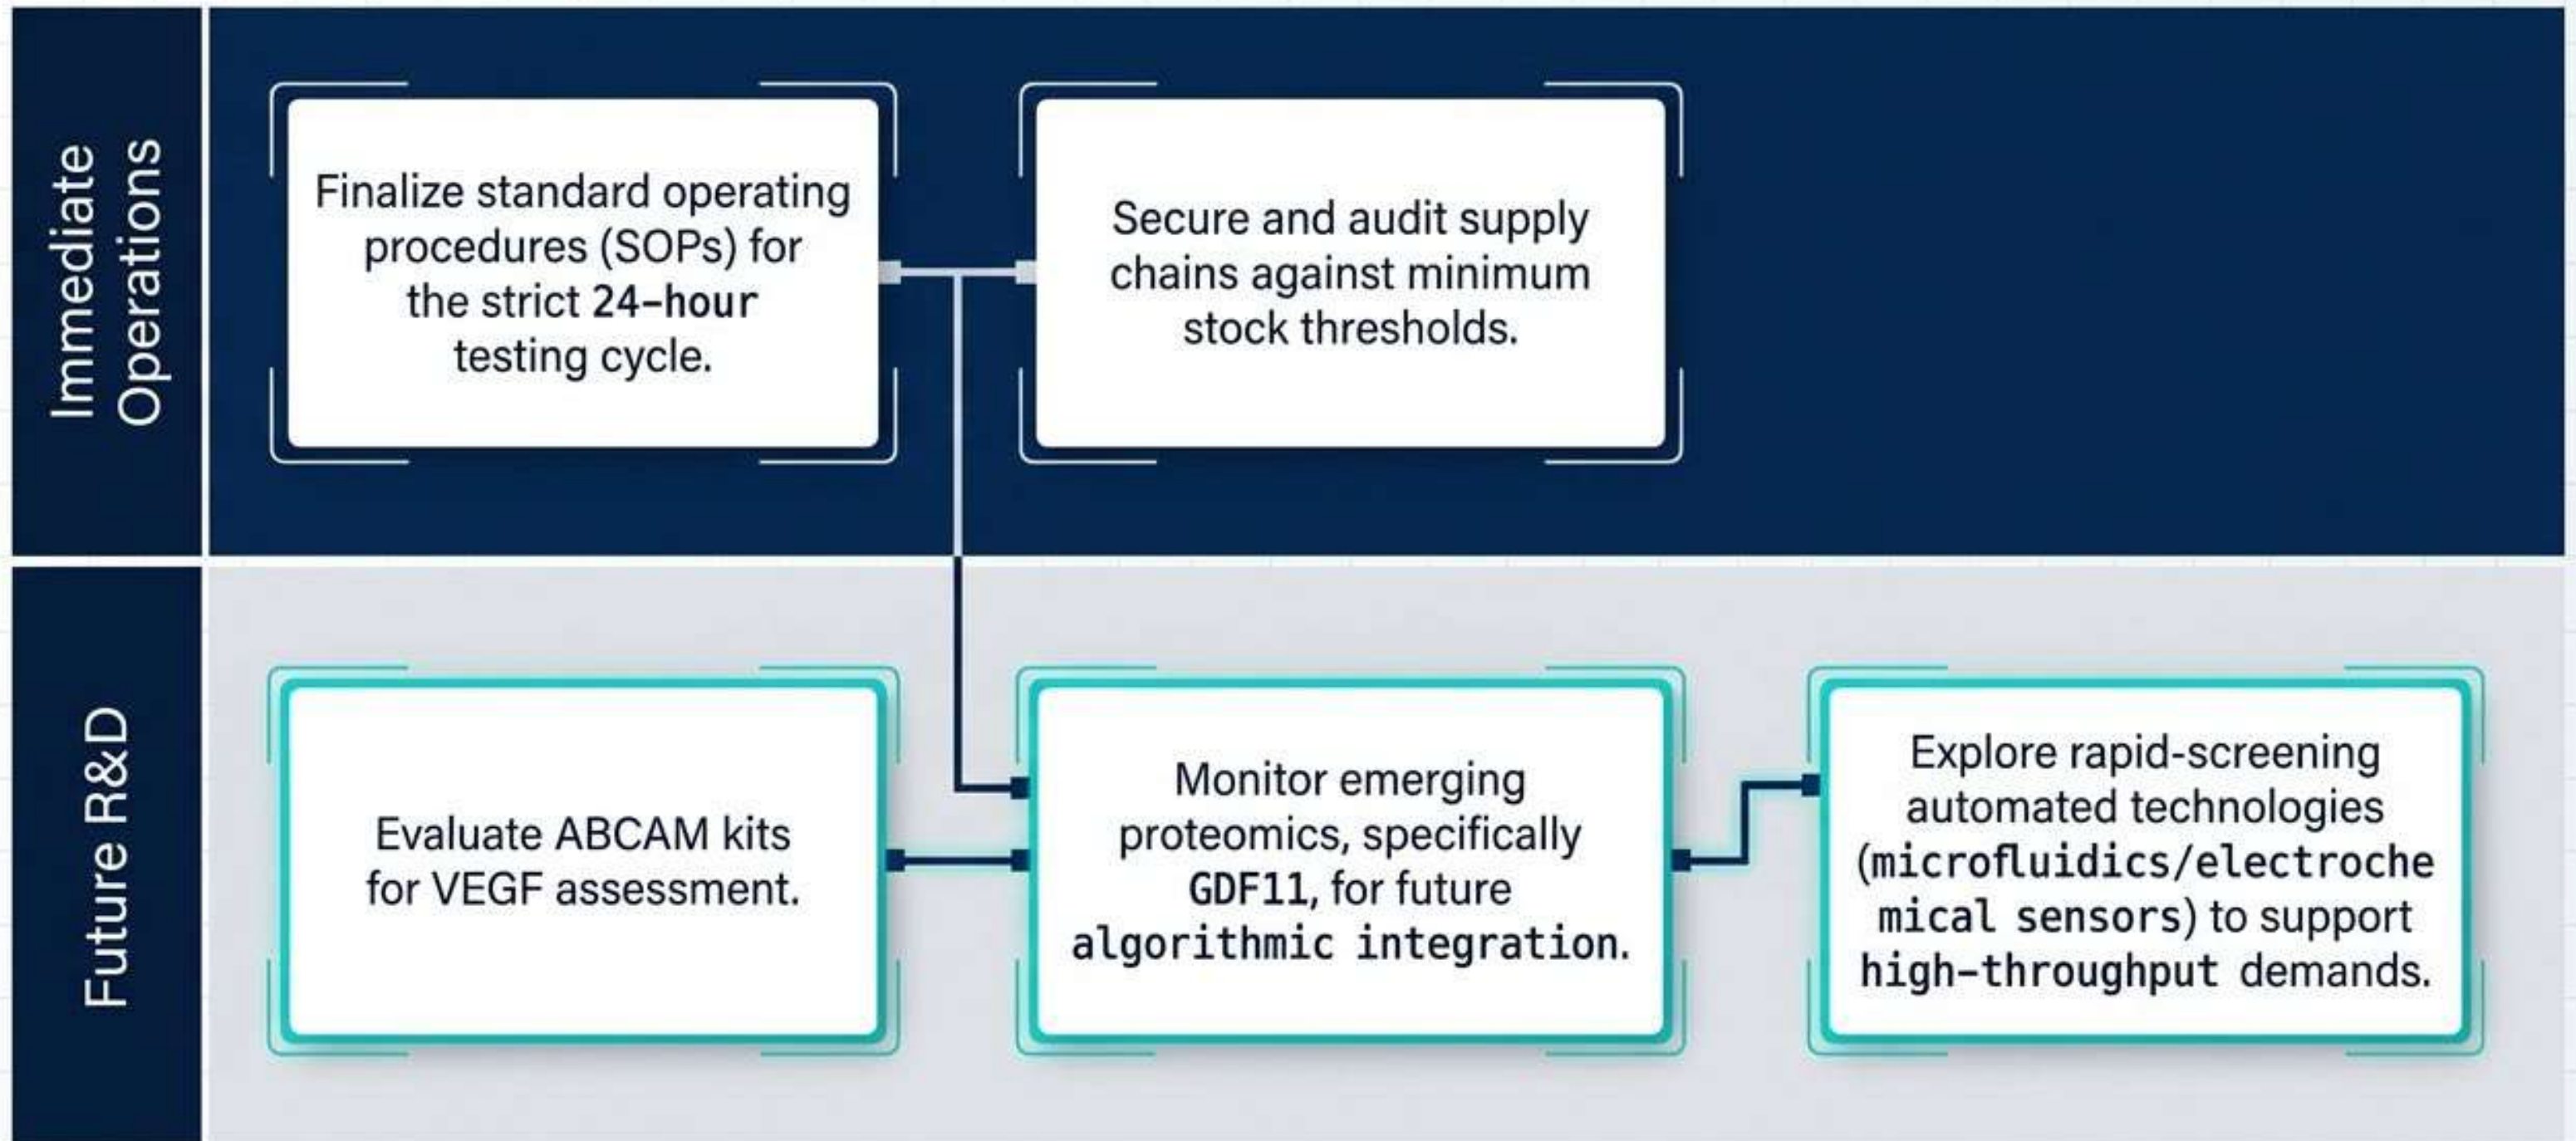 Immediate
Operations
Finalize standard operating
procedures (SOPs) for
the strict 24-hour
testing cycle.
Secure and audit supply
chains against minimum
stock thresholds.
Future R&D
Evaluate ABCAM kits
for VEGF assessment.
Monitor emerging
proteomics, specifically
GDF11, for future
algorithmic integration.
Explore rapid-screening
automated technologies
(microfluidics/electroche
mical sensors) to support
high-throughput demands.